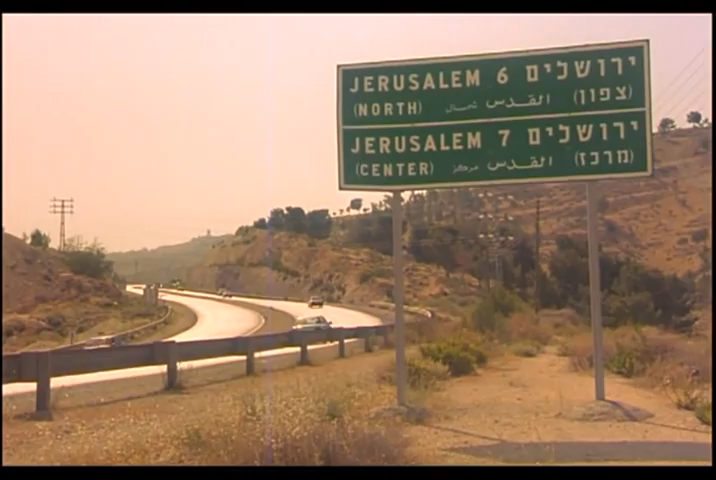 JERUSALEM 6 ירושלים
(NORTH) شمال القدس (צפון)
JERUSALEM 7 ירושלים
(CENTER) مركز القدس (מרכז)